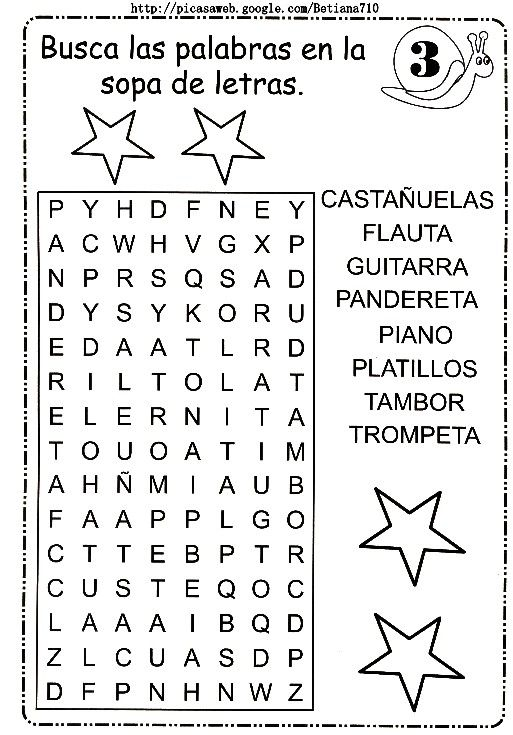 http://picasaweb.google.com/Betiana710
Busca las palabras en la
sopa de letras.
3
P Y H D F N E Y
A C W H V G X P
N P R S Q S A D
D Y S Y K O R U
E D A A T L R D
R I L T O L A T
E L E R N I T A
T O U O A T I M
A H Ñ M I A U B
F A A P P L G O
C T T E B P T R
C U S T E Q O C
L A A A I B Q D
Z L C U A S D P
D F P N H N W Z
CASTAÑUELAS
FLAUTA
GUITARRA
PANDERETA
PIANO
PLATILLOS
TAMBOR
TROMPETA